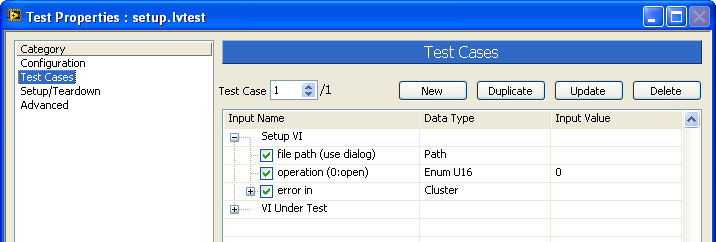 Test Properties : setup.lvtest
Category
Configuration
Test Cases
Setup/Teardown
Advanced
Test Cases
Test Case 1 /1 New Duplicate Update Delete
Input Name Data Type Input Value
Setup VI
file path (use dialog) Path
operation (0:open) Enum U16 0
error in Cluster
VI Under Test